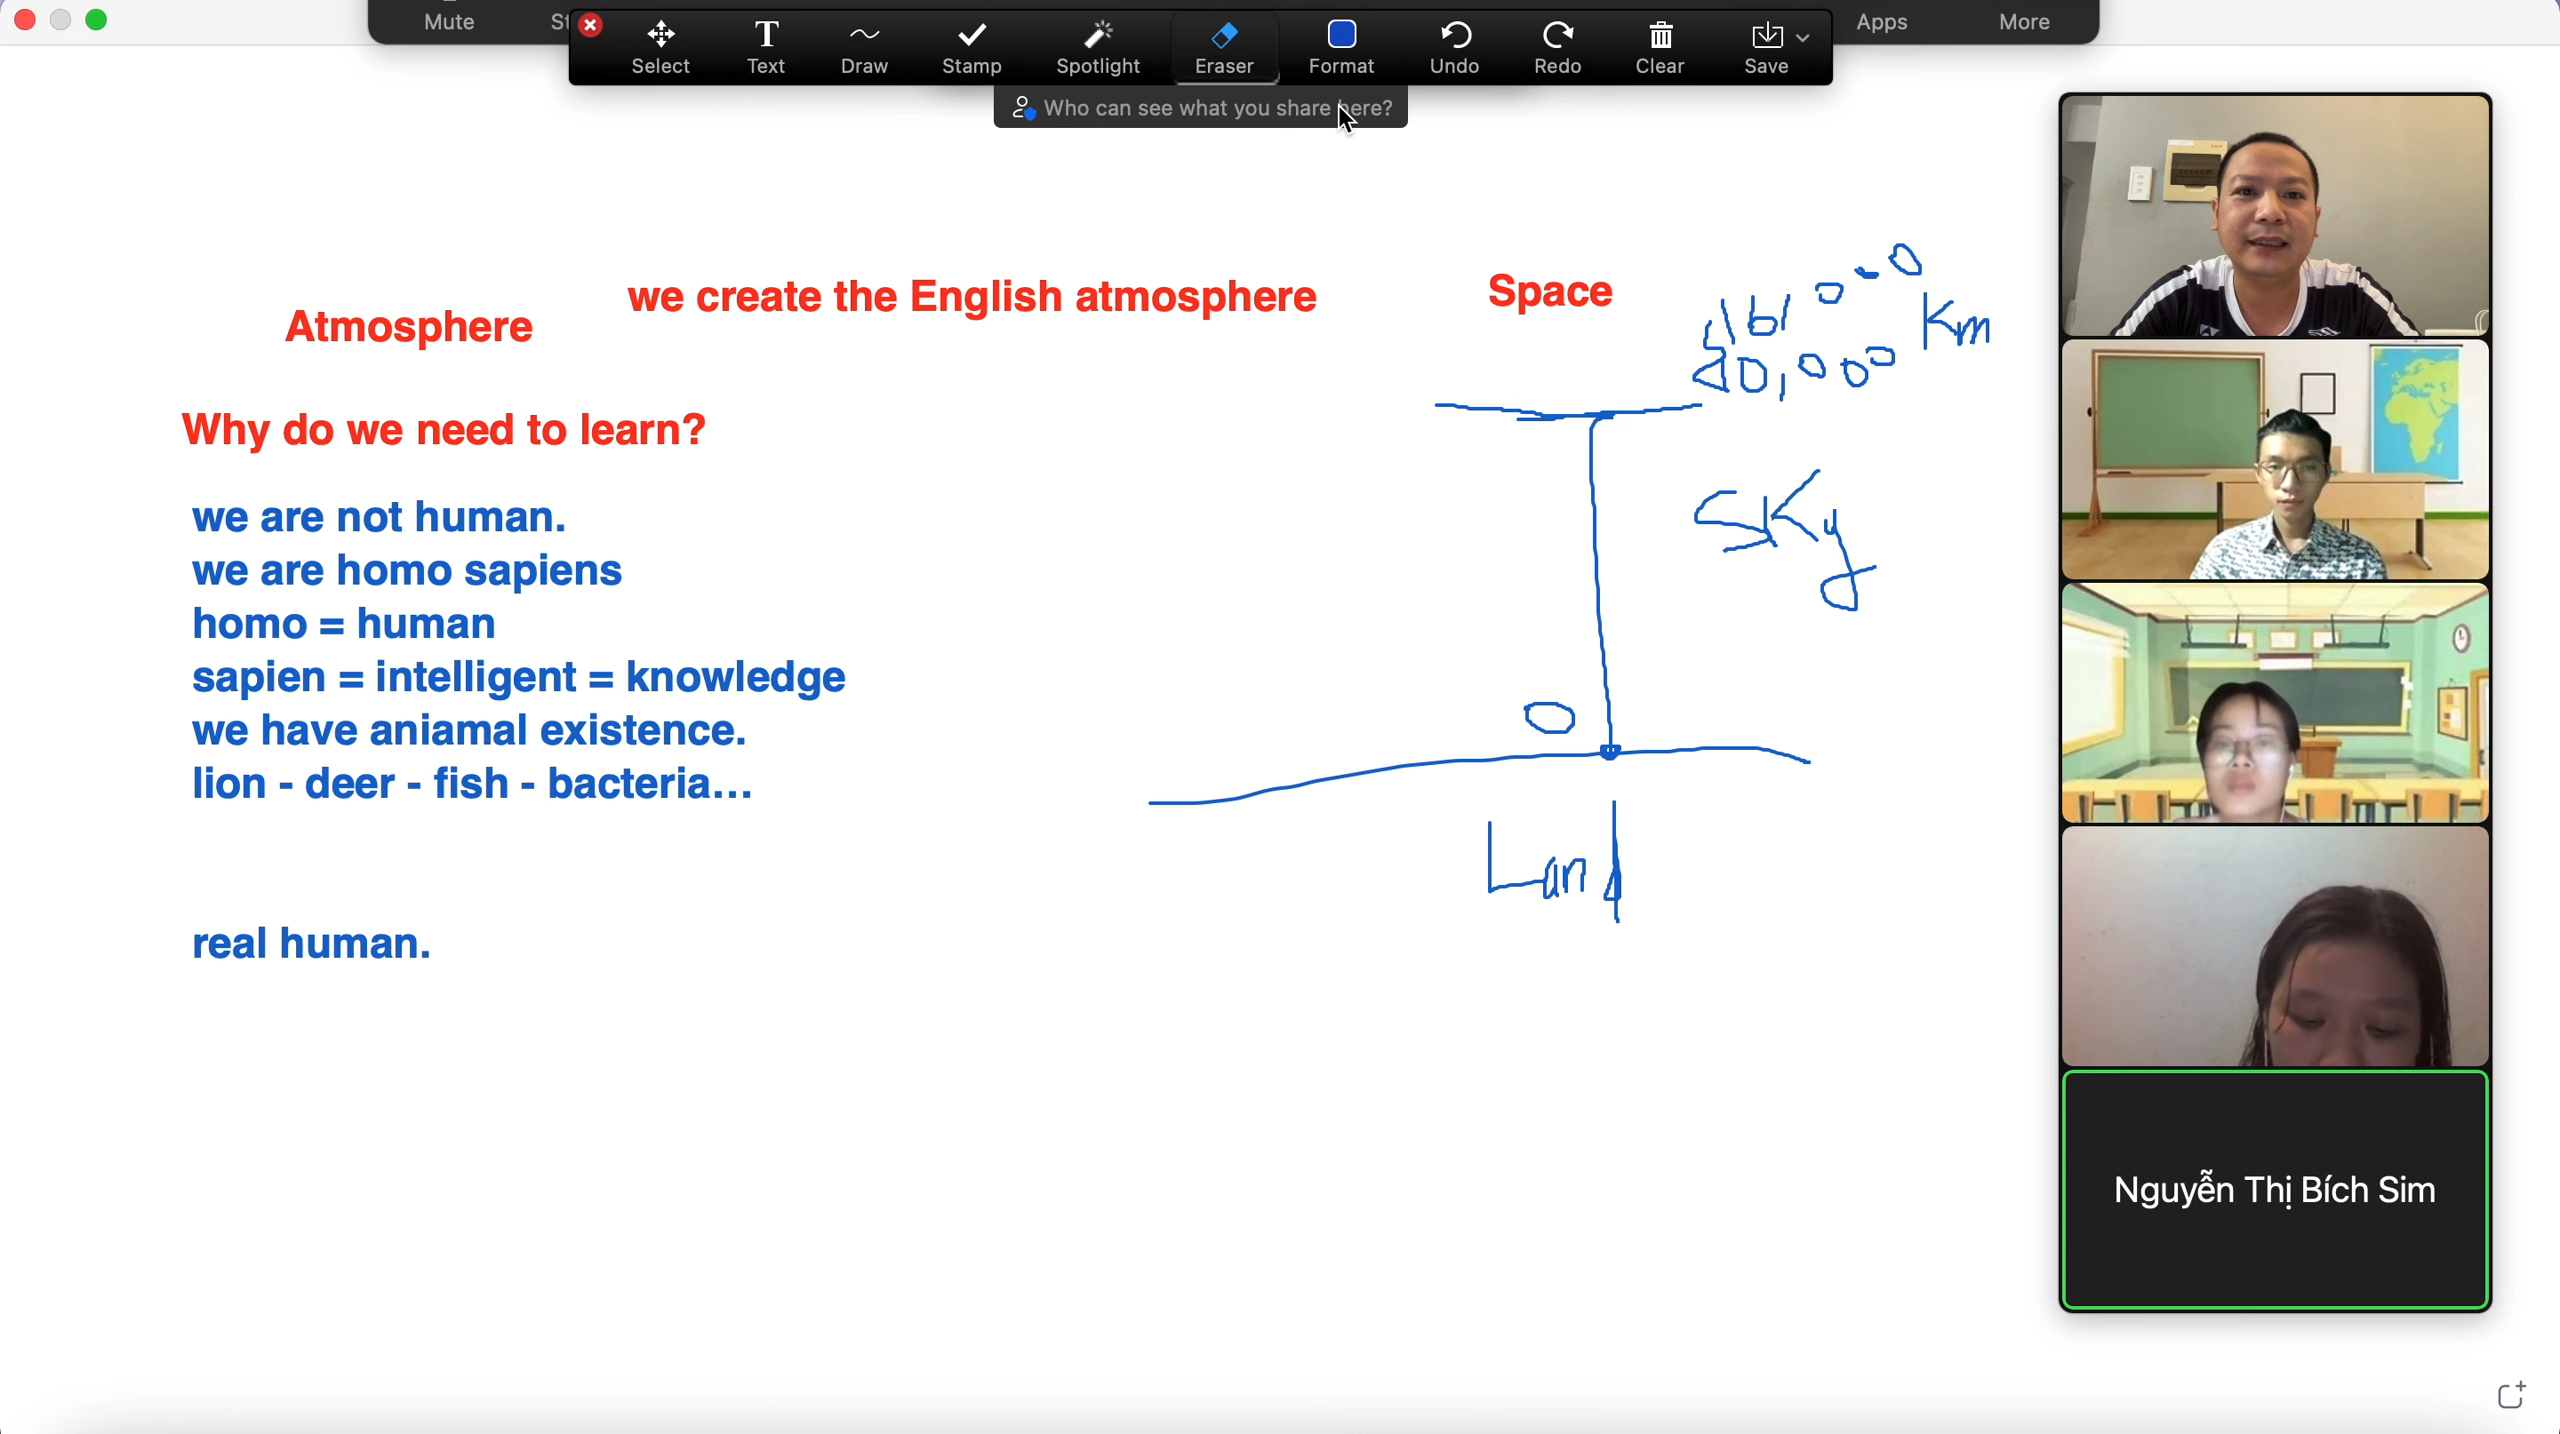 Mute
Apps
More
Select
Text
Draw
Stamp
Spotlight
Eraser
Format
Undo
Redo
Clear
Save
Who can see what you share here?
we create the English atmosphere
Space
Atmosphere
Km
Why do we need to learn?
we are not human.
we are homo sapiens
homo = human
sapien = intelligent = knowledge
we have aniamal existence.
lion - deer - fish - bacteria...
real human.
Sky
0
Land
Nguyễn Thị Bích Sim